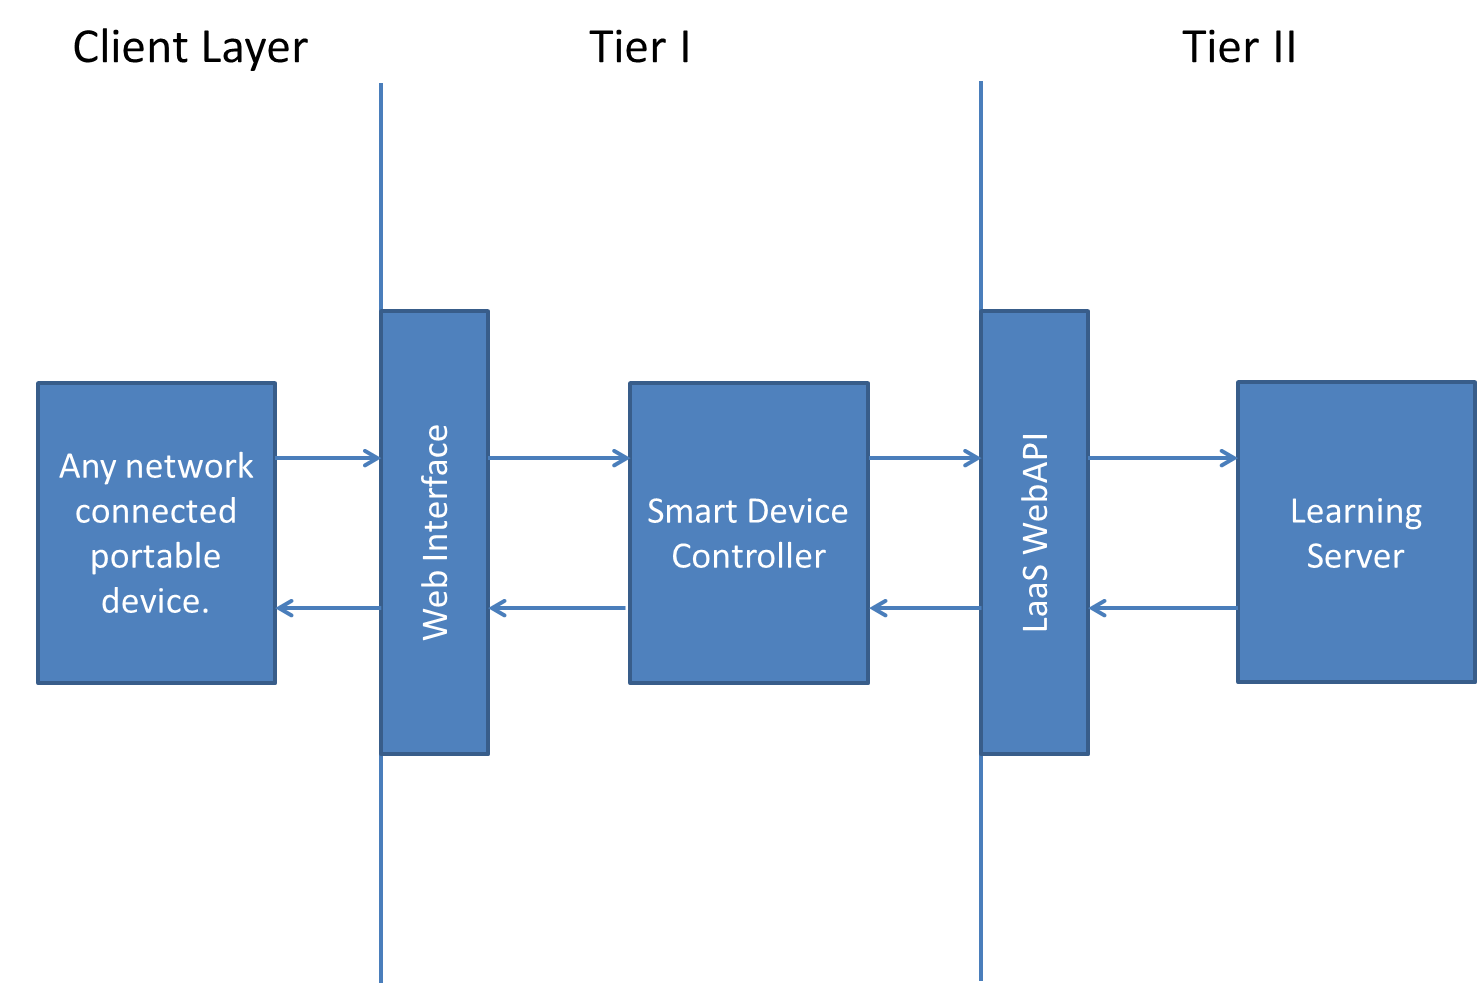 Client Layer
Tier I
Tier II
Any network
connected
portable
device.
Web Interface
Smart Device
Controller
LaaS WebAPI
Learning
Server